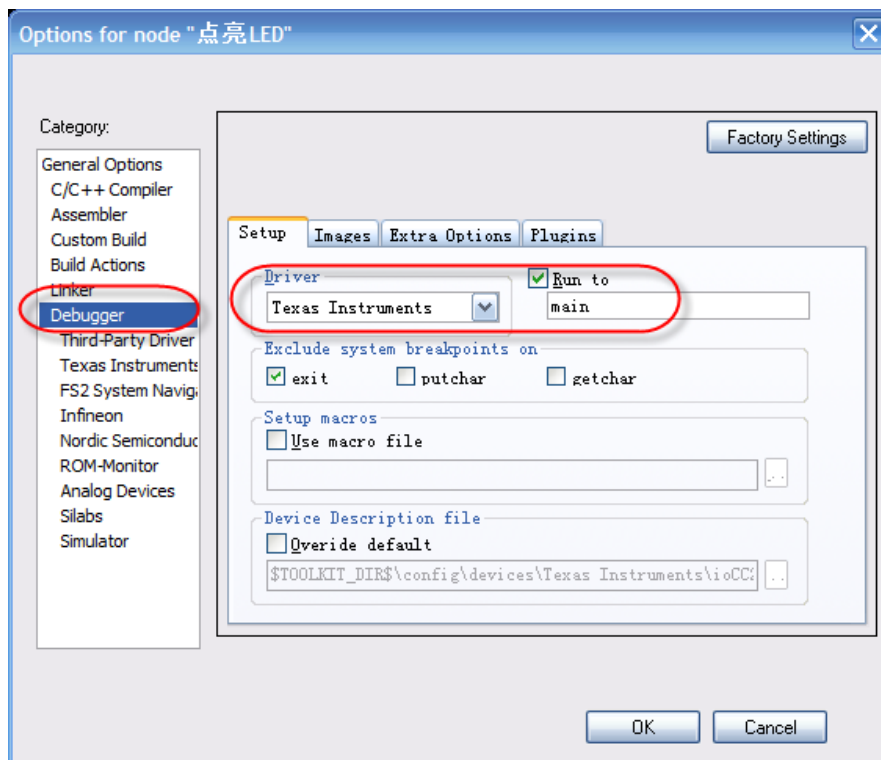 Options for node "点亮LED"
Category:
Factory Settings
General Options
C/C++ Compiler
Assembler
Custom Build
Build Actions
Linker
Debugger
Third-Party Driver
Texas Instruments
FS2 System Naviga
Infineon
Nordic Semiconduc
ROM-Monitor
Analog Devices
Silabs
Simulator
Setup Images Extra Options Plugins
Driver Run to
Texas Instruments main
Exclude system breakpoints on
exit putchar getchar
Setup macros
Use macro file
...
Device Description file
Overide default
$TOOLKIT_DIR$\config\devices\Texas Instruments\ioCC2 ...
OK Cancel